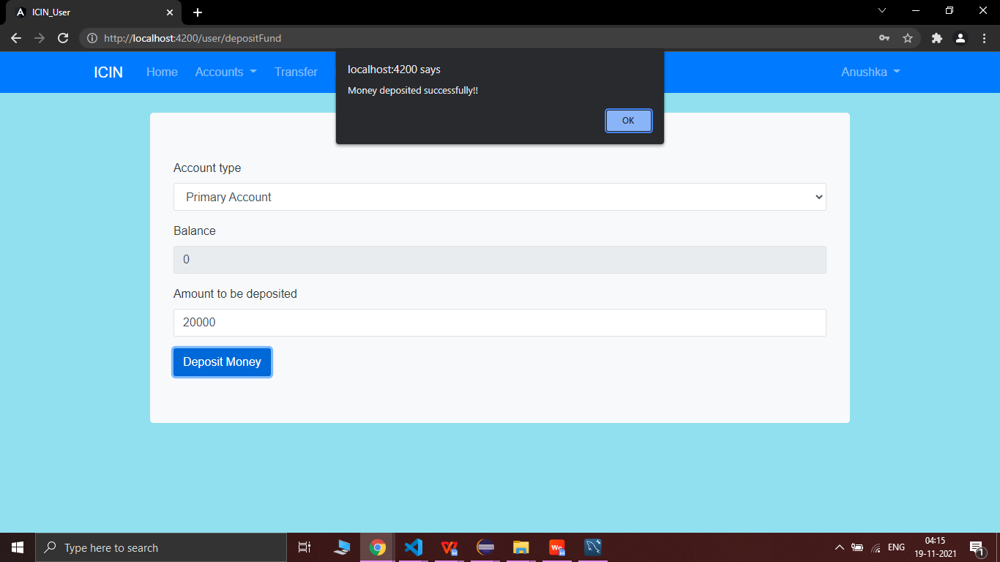 ICIN_User
http://localhost:4200/user/depositFund
ICIN Home Accounts Transfer Anushka
localhost:4200 says
Money deposited successfully!!
OK
Account type
Primary Account
Balance
0
Amount to be deposited
20000
Deposit Money
Type here to search
ENG
04:15
19-11-2021
1